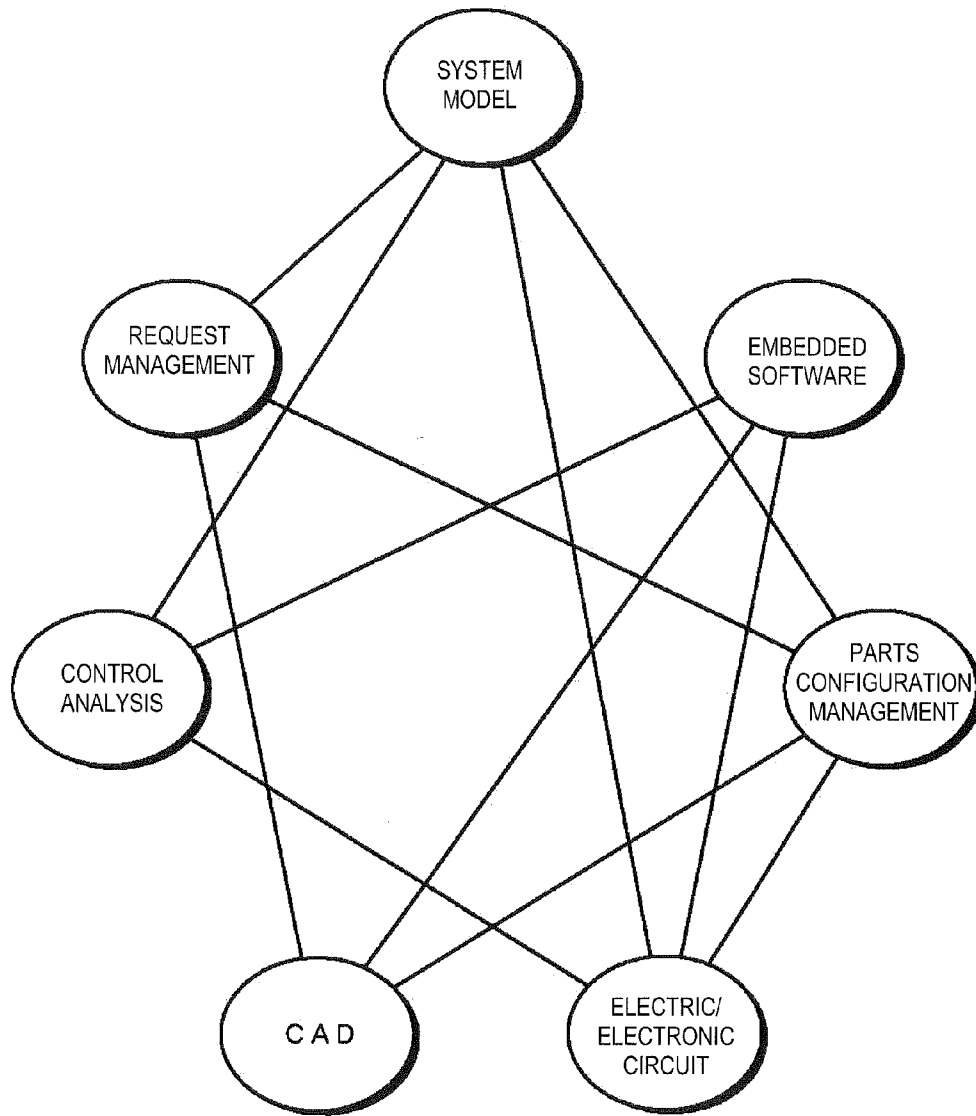 SYSTEM
MODEL
REQUEST
MANAGEMENT
EMBEDDED
SOFTWARE
CONTROL
ANALYSIS
PARTS
CONFIGURATION
MANAGEMENT
CAD
ELECTRIC/
ELECTRONIC
CIRCUIT